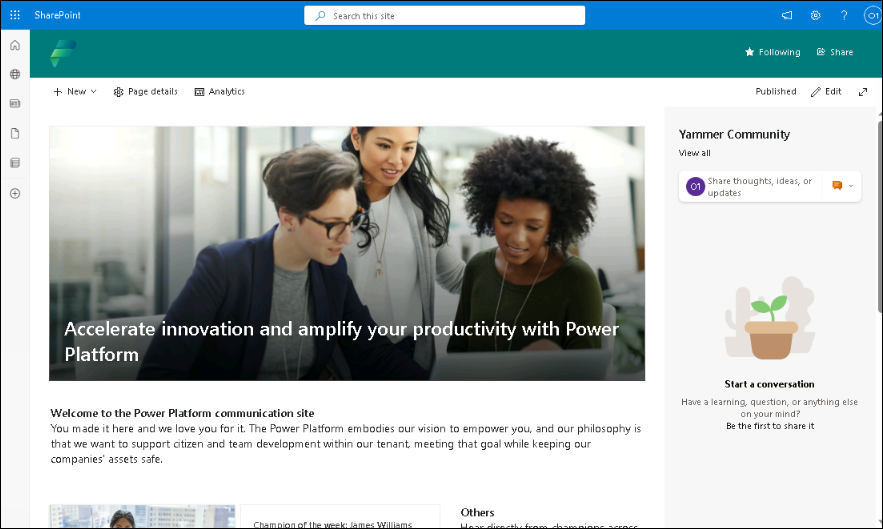 SharePoint
Search this site
?
O1
Following
Share
New
Page details
Analytics
Published
Edit
Accelerate innovation and amplify your productivity with Power
Platform
Yammer Community
View all
O1
Share thoughts, ideas, or
updates
Start a conversation
Have a learning, question, or anything else
on your mind?
Be the first to share it
Welcome to the Power Platform communication site
You made it here and we love you for it. The Power Platform embodies our vision to empower you, and our philosophy is
that we want to support citizen and team development within our tenant, meeting that goal while keeping our
companies' assets safe.
Champion of the week: James Williams
Others
Hear directly from champions across